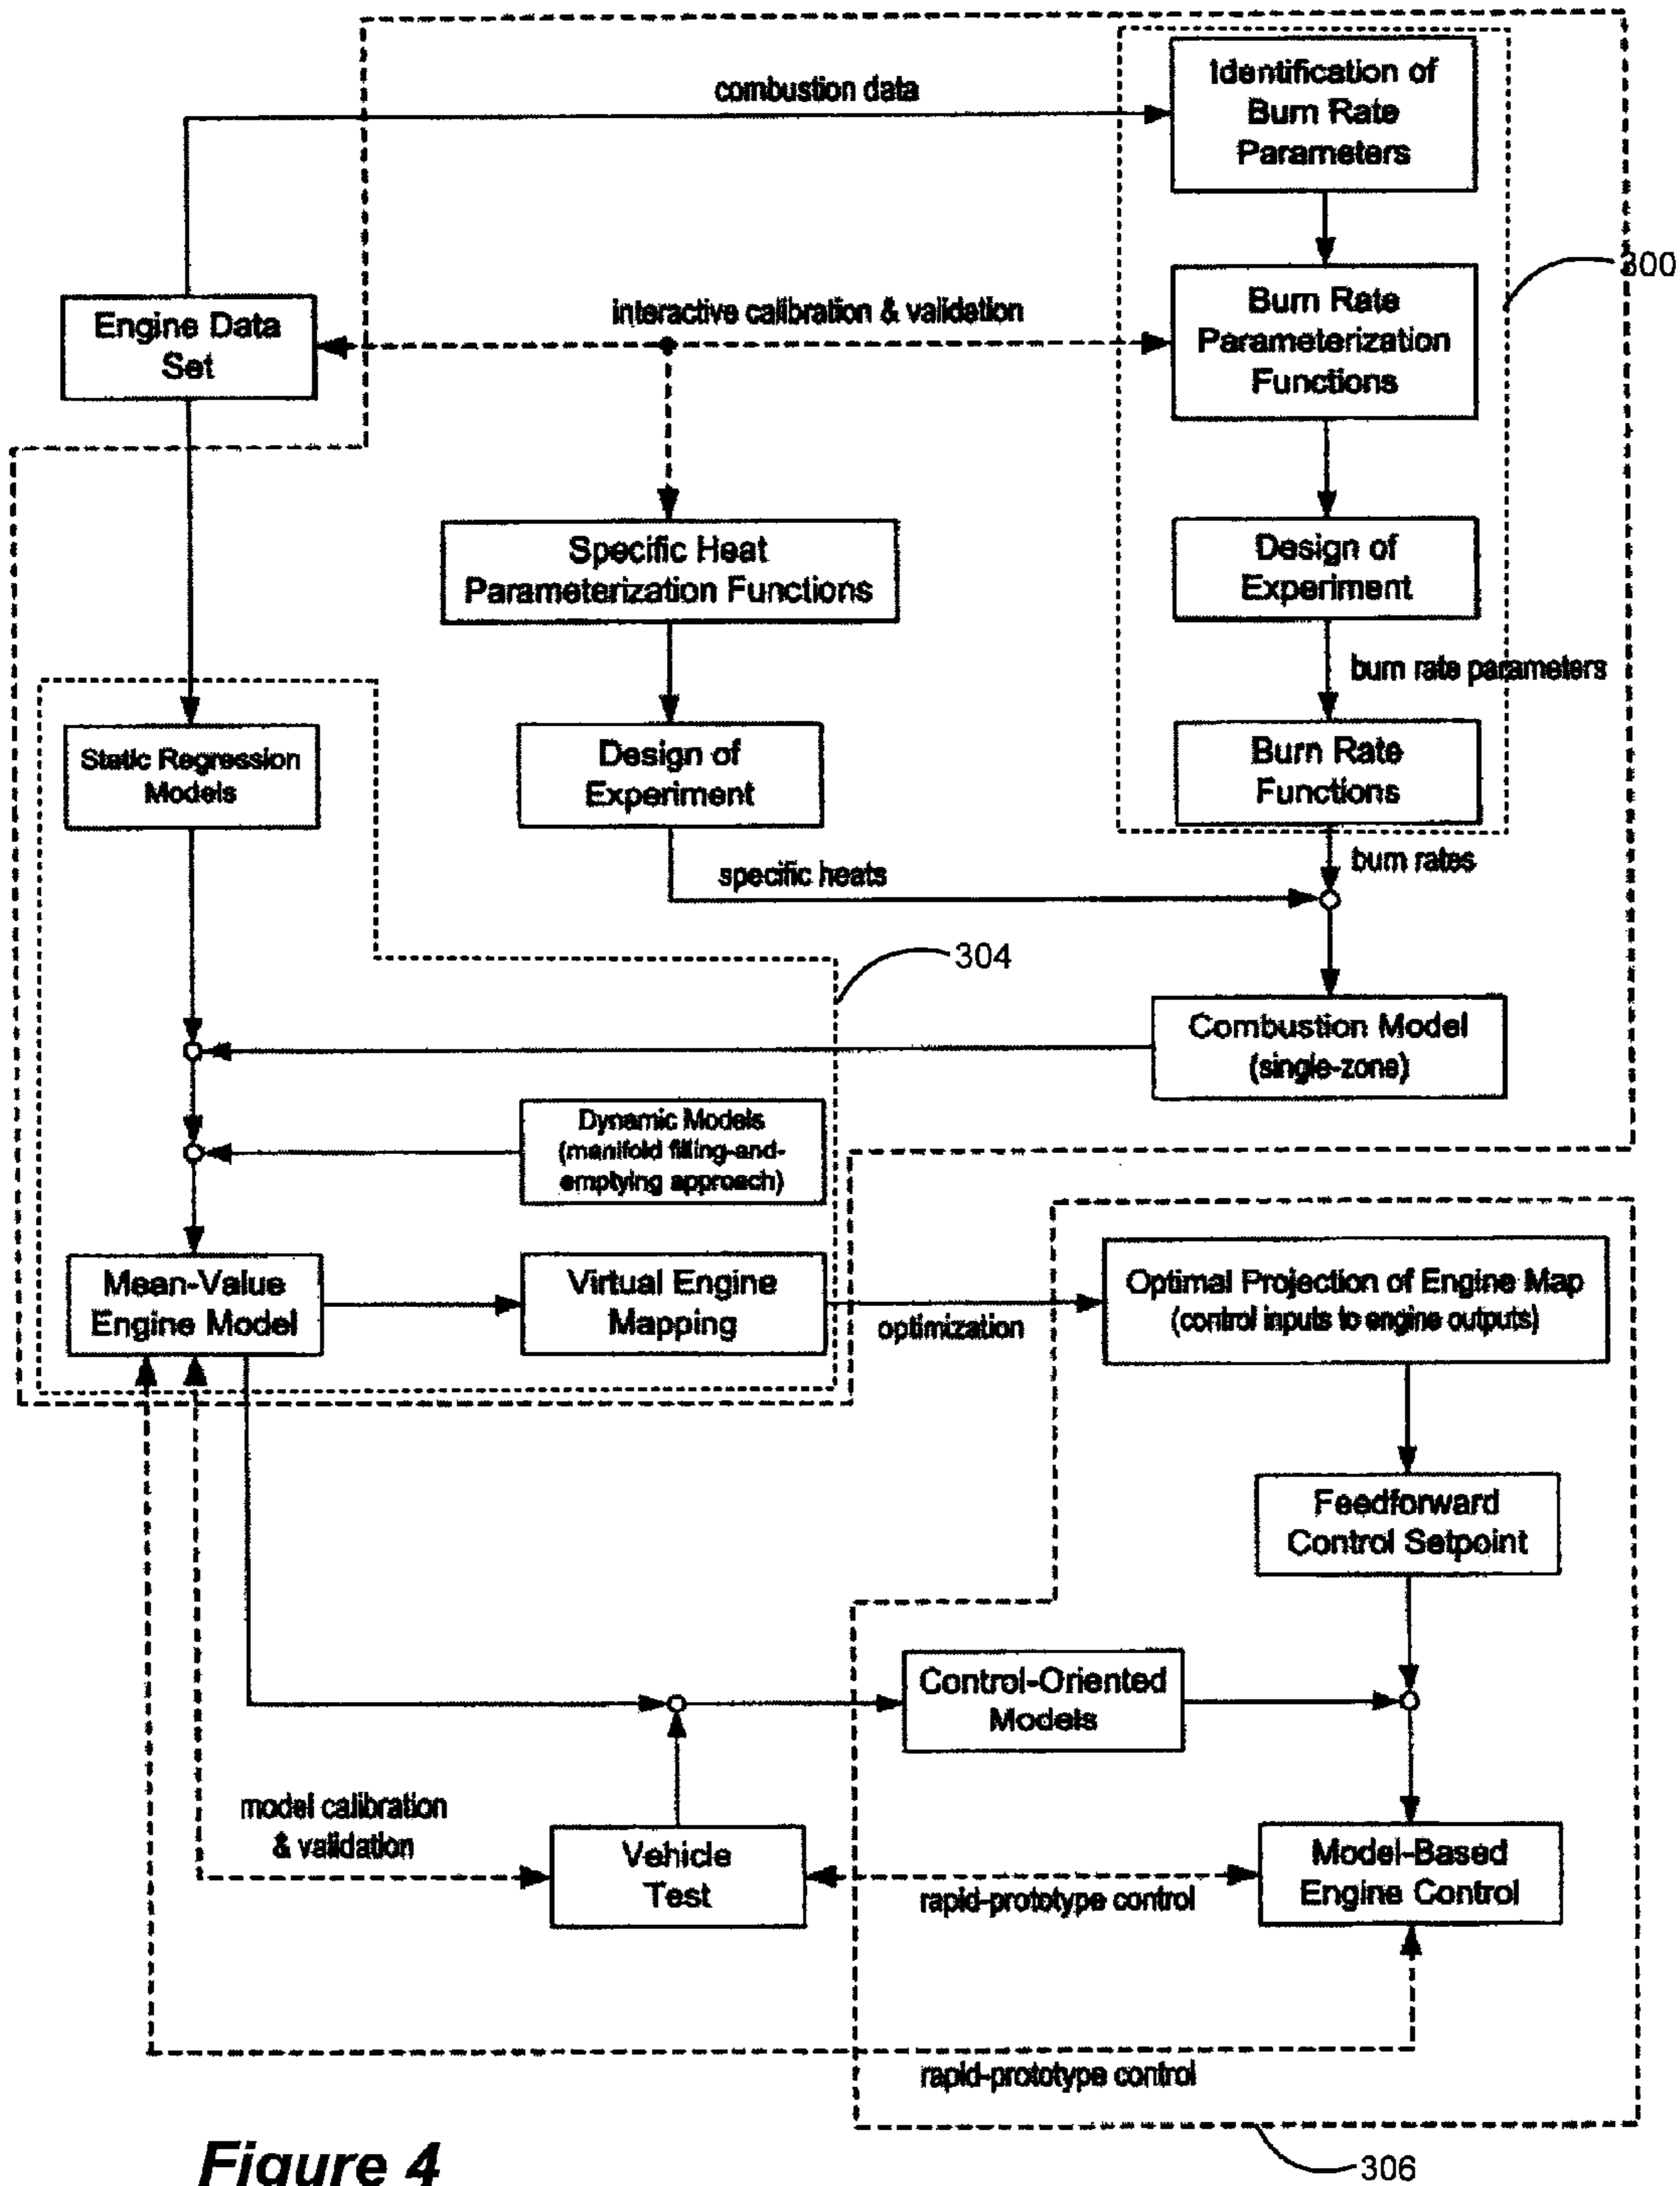 combustion data
Identification of
Burn Rate
Parameters
300
Engine Data
Set
interactive calibration & validation
Burn Rate
Parameterization
Functions
Specific Heat
Parameterization Functions
Design of
Experiment
burn rate parameters
Static Regression
Models
Design of
Experiment
Burn Rate
Functions
specific heats
burn rates
304
Combustion Model
(single-zone)
Dynamic Models
(manifold filling-and-
emptying approach)
Mean-Value
Engine Model
Virtual Engine
Mapping
optimization
Optimal Projection of Engine Map
(control inputs to engine outputs)
Feedforward
Control Setpoint
Control-Oriented
Models
model calibration
& validation
Vehicle
Test
rapid-prototype control
Model-Based
Engine Control
rapid-prototype control
306
Figure 4